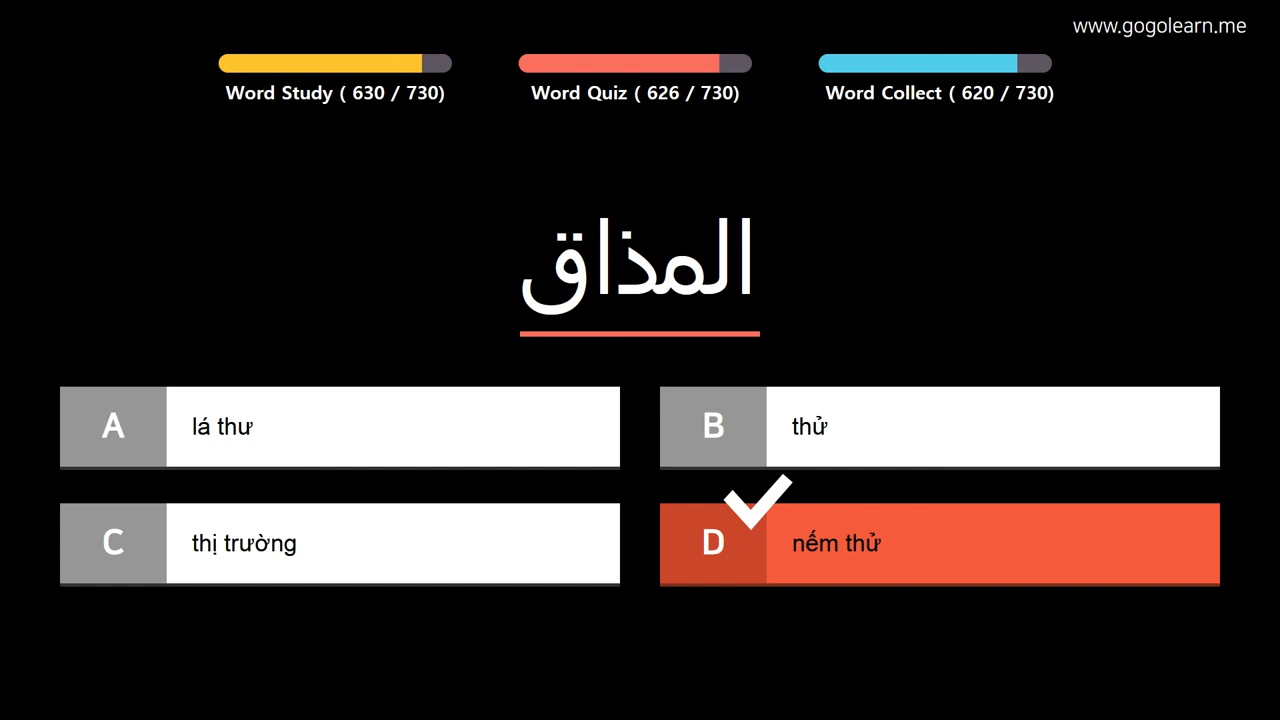 www.gogolearn.me
Word Study ( 630 / 730)
Word Quiz ( 626 / 730)
Word Collect ( 620 / 730)
المذاق
A lá thư
B thử
C thị trường
D nếm thử